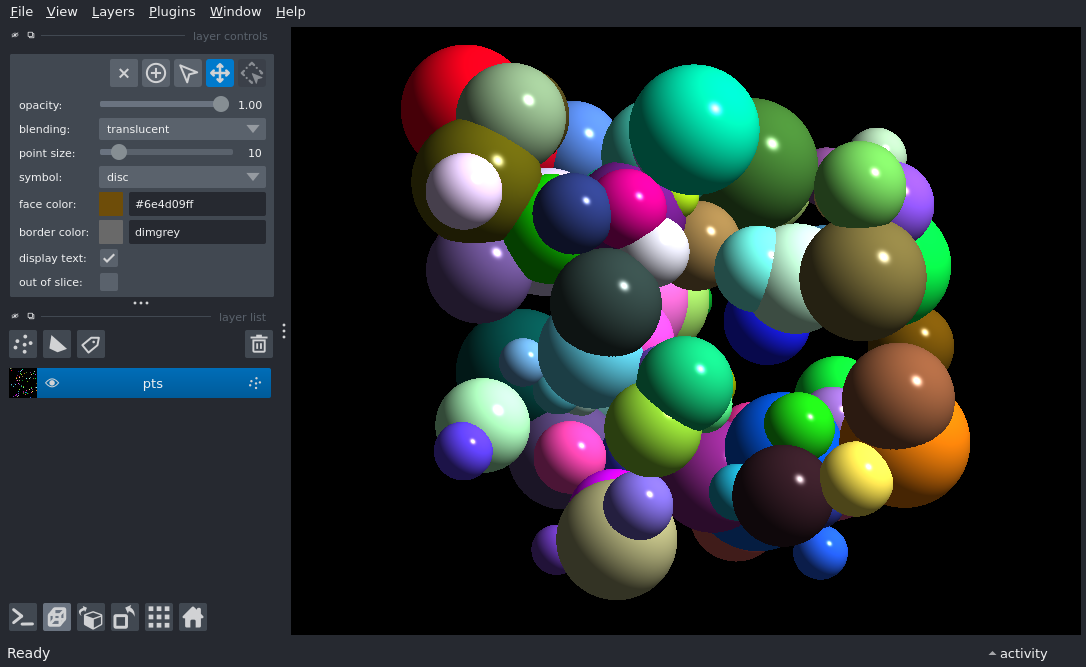 File View Layers Plugins Window Help
layer controls
opacity: 1.00
blending: translucent
point size: 10
symbol: disc
face color: #6e4d09ff
border color: dimgrey
display text:
out of slice:
layer list
pts
Ready activity